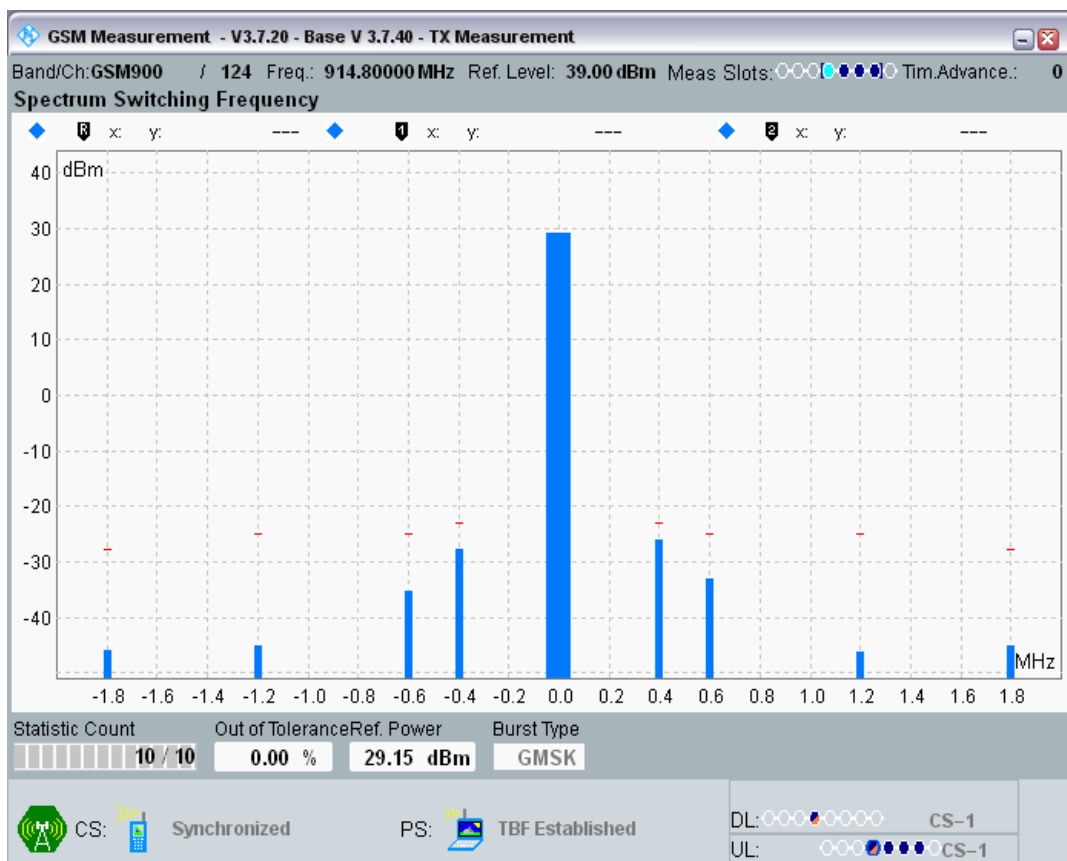 GSM Measurement - V3.7.20 - Base V 3.7.40 - TX Measurement
Band/Ch:GSM900 / 124 Freq.: 914.80000 MHz Ref. Level: 39.00 dBm Meas Slots: Tim.Advance.: 0
Spectrum Switching Frequency
R x: y: --- 1 x: y: --- 2 x: y: ---
dBm
40
30
20
10
0
-10
-20
-30
-40
MHz
-1.8 -1.6 -1.4 -1.2 -1.0 -0.8 -0.6 -0.4 -0.2 0.0 0.2 0.4 0.6 0.8 1.0 1.2 1.4 1.6 1.8
Statistic Count Out of Tolerance Ref. Power Burst Type
10 / 10 0.00 % 29.15 dBm GMSK
CS: Synchronized PS: TBF Established
DL: CS-1
UL: CS-1